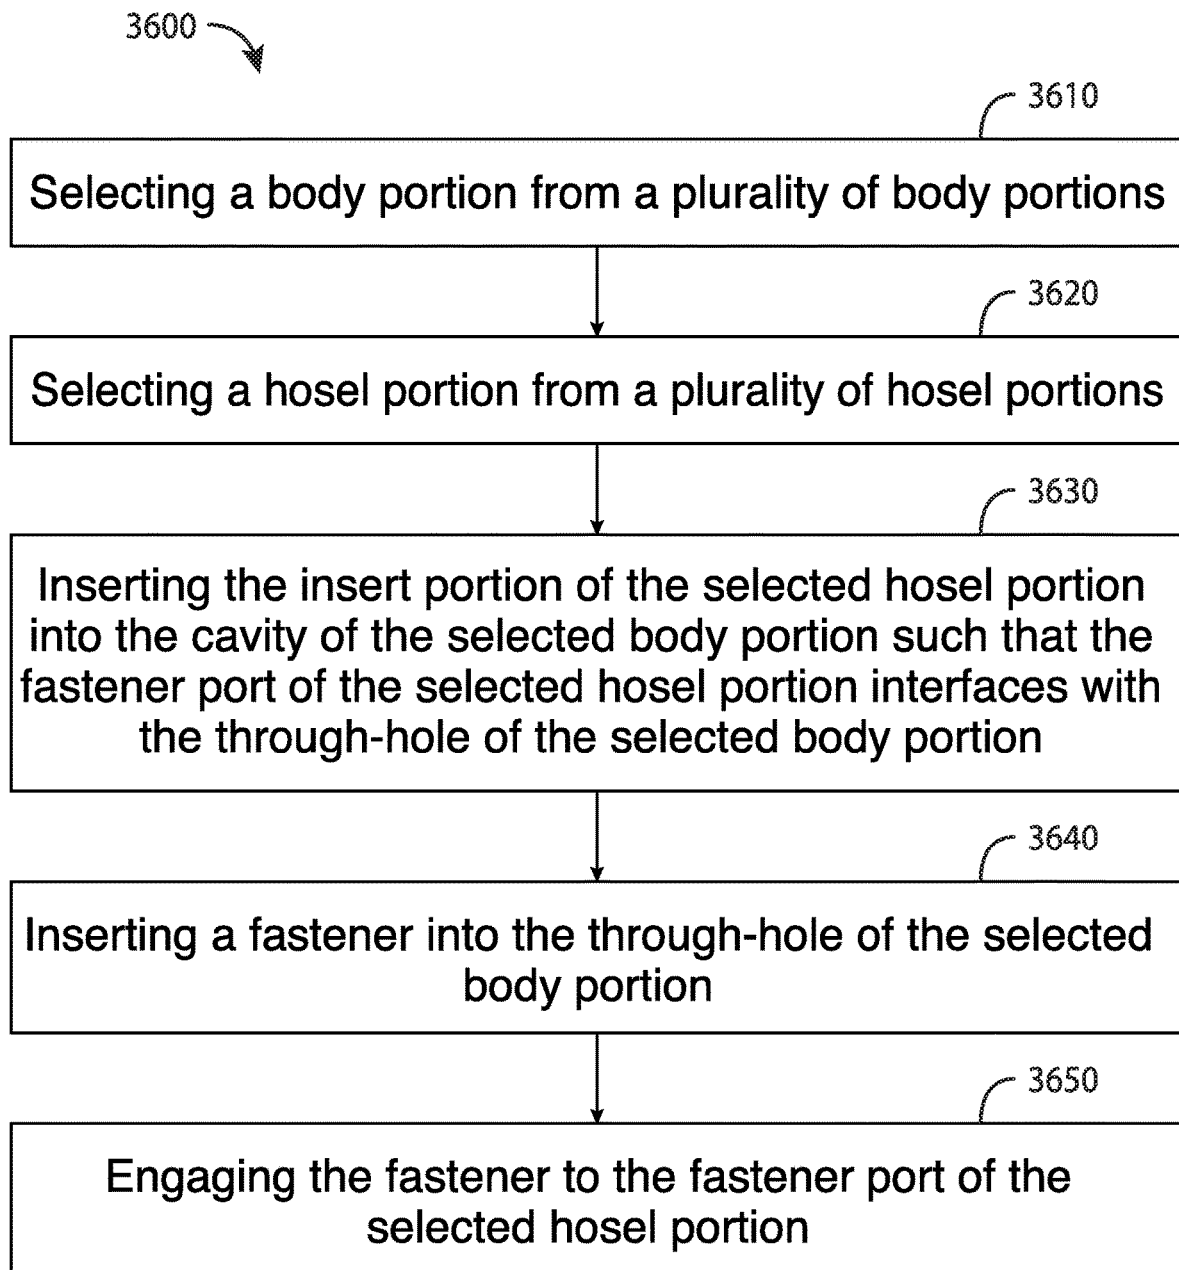 3600
3610
Selecting a body portion from a plurality of body portions
3620
Selecting a hosel portion from a plurality of hosel portions
3630
Inserting the insert portion of the selected hosel portion
into the cavity of the selected body portion such that the
fastener port of the selected hosel portion interfaces with
the through-hole of the selected body portion
3640
Inserting a fastener into the through-hole of the selected
body portion
3650
Engaging the fastener to the fastener port of the
selected hosel portion